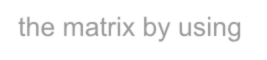 the matrix by using